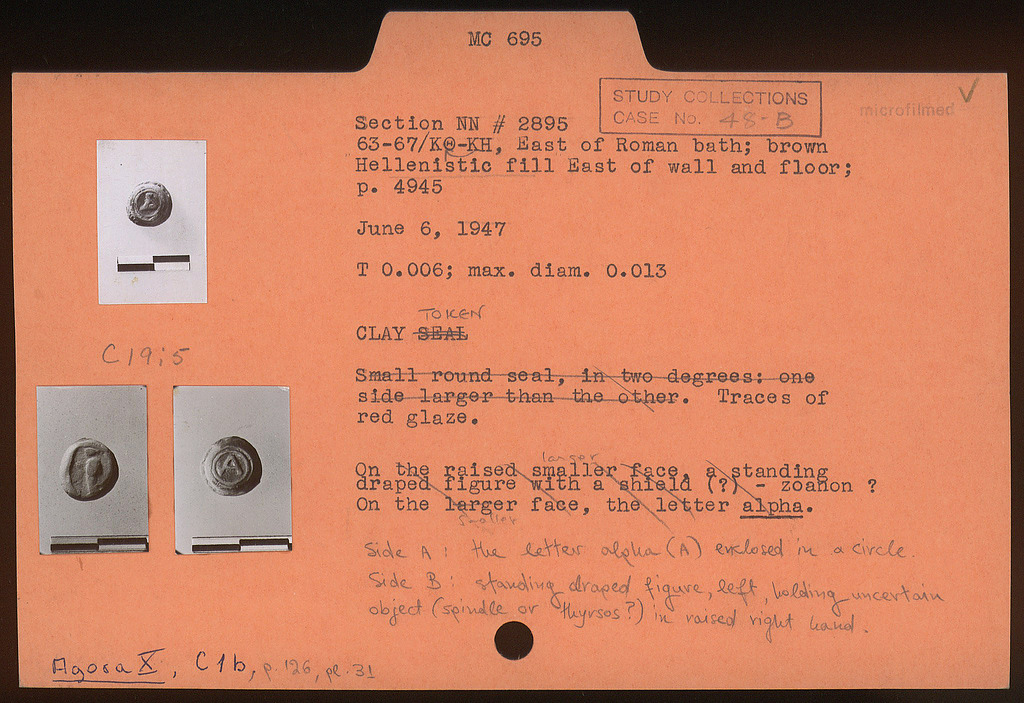 MC 695
STUDY COLLECTIONS
CASE No. 48-B
microfilmed ✓
Section NN # 2895
63-67/KΘ-KH, East of Roman bath; brown
Hellenistic fill East of wall and floor;
p. 4945
June 6, 1947
T 0.006; max. diam. 0.013
TOKEN
CLAY SEAL
C19;5
Small round seal, in two degrees: one
side larger than the other. Traces of
red glaze.
larger
On the raised smaller face, a standing
draped figure with a shield (?) - zoanon ?
On the larger face, the letter alpha.
smaller
Side A: the letter alpha (A) enclosed in a circle.
Side B: standing draped figure, left, holding uncertain
object (spindle or thyrsos?) in raised right hand.
Agora X, C1b, p. 126, pl. 31
A